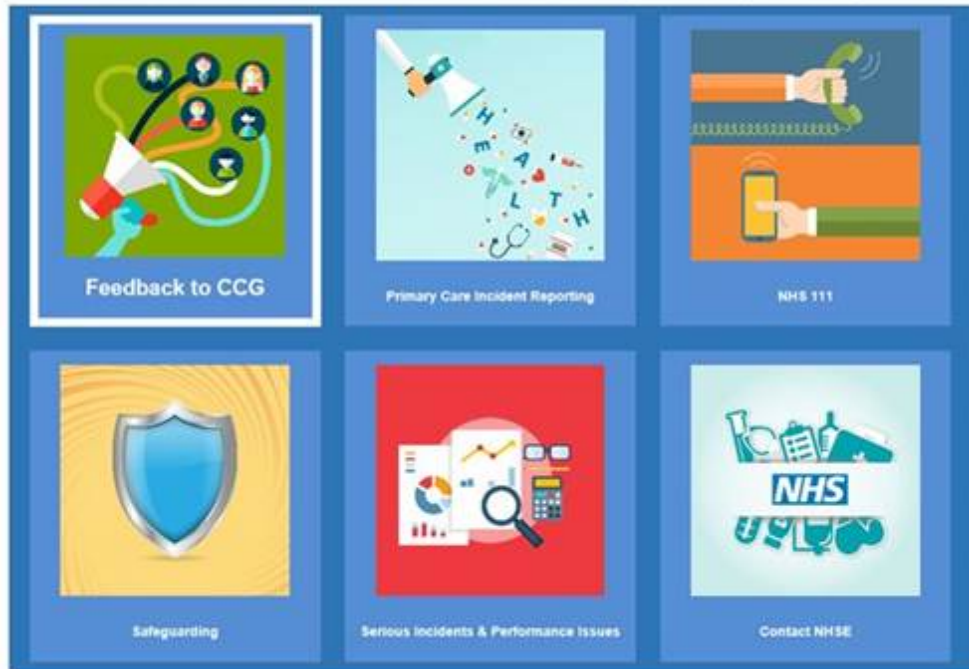 Feedback to CCG
H
E
A
L
T
H
Primary Care Incident Reporting
NHS 111
Safeguarding
Serious Incidents & Performance Issues
NHS
Contact NHSE